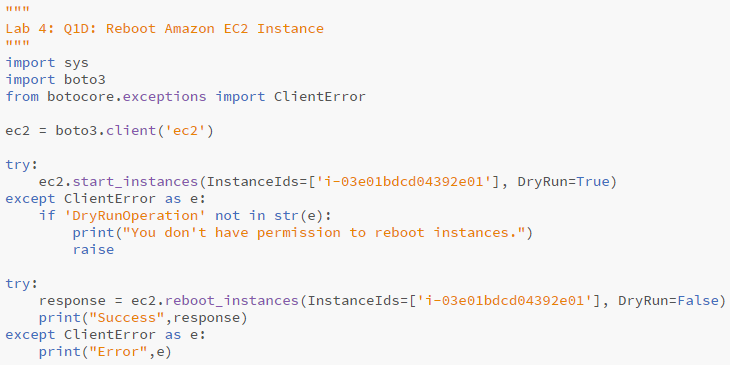 """
Lab 4: Q1D: Reboot Amazon EC2 Instance
"""
import sys
import boto3
from botocore.exceptions import ClientError

ec2 = boto3.client('ec2')

try:
    ec2.start_instances(InstanceIds=['i-03e01bdcd04392e01'], DryRun=True)
except ClientError as e:
    if 'DryRunOperation' not in str(e):
        print("You don't have permission to reboot instances.")
        raise

try:
    response = ec2.reboot_instances(InstanceIds=['i-03e01bdcd04392e01'], DryRun=False)
    print("Success",response)
except ClientError as e:
    print("Error",e)